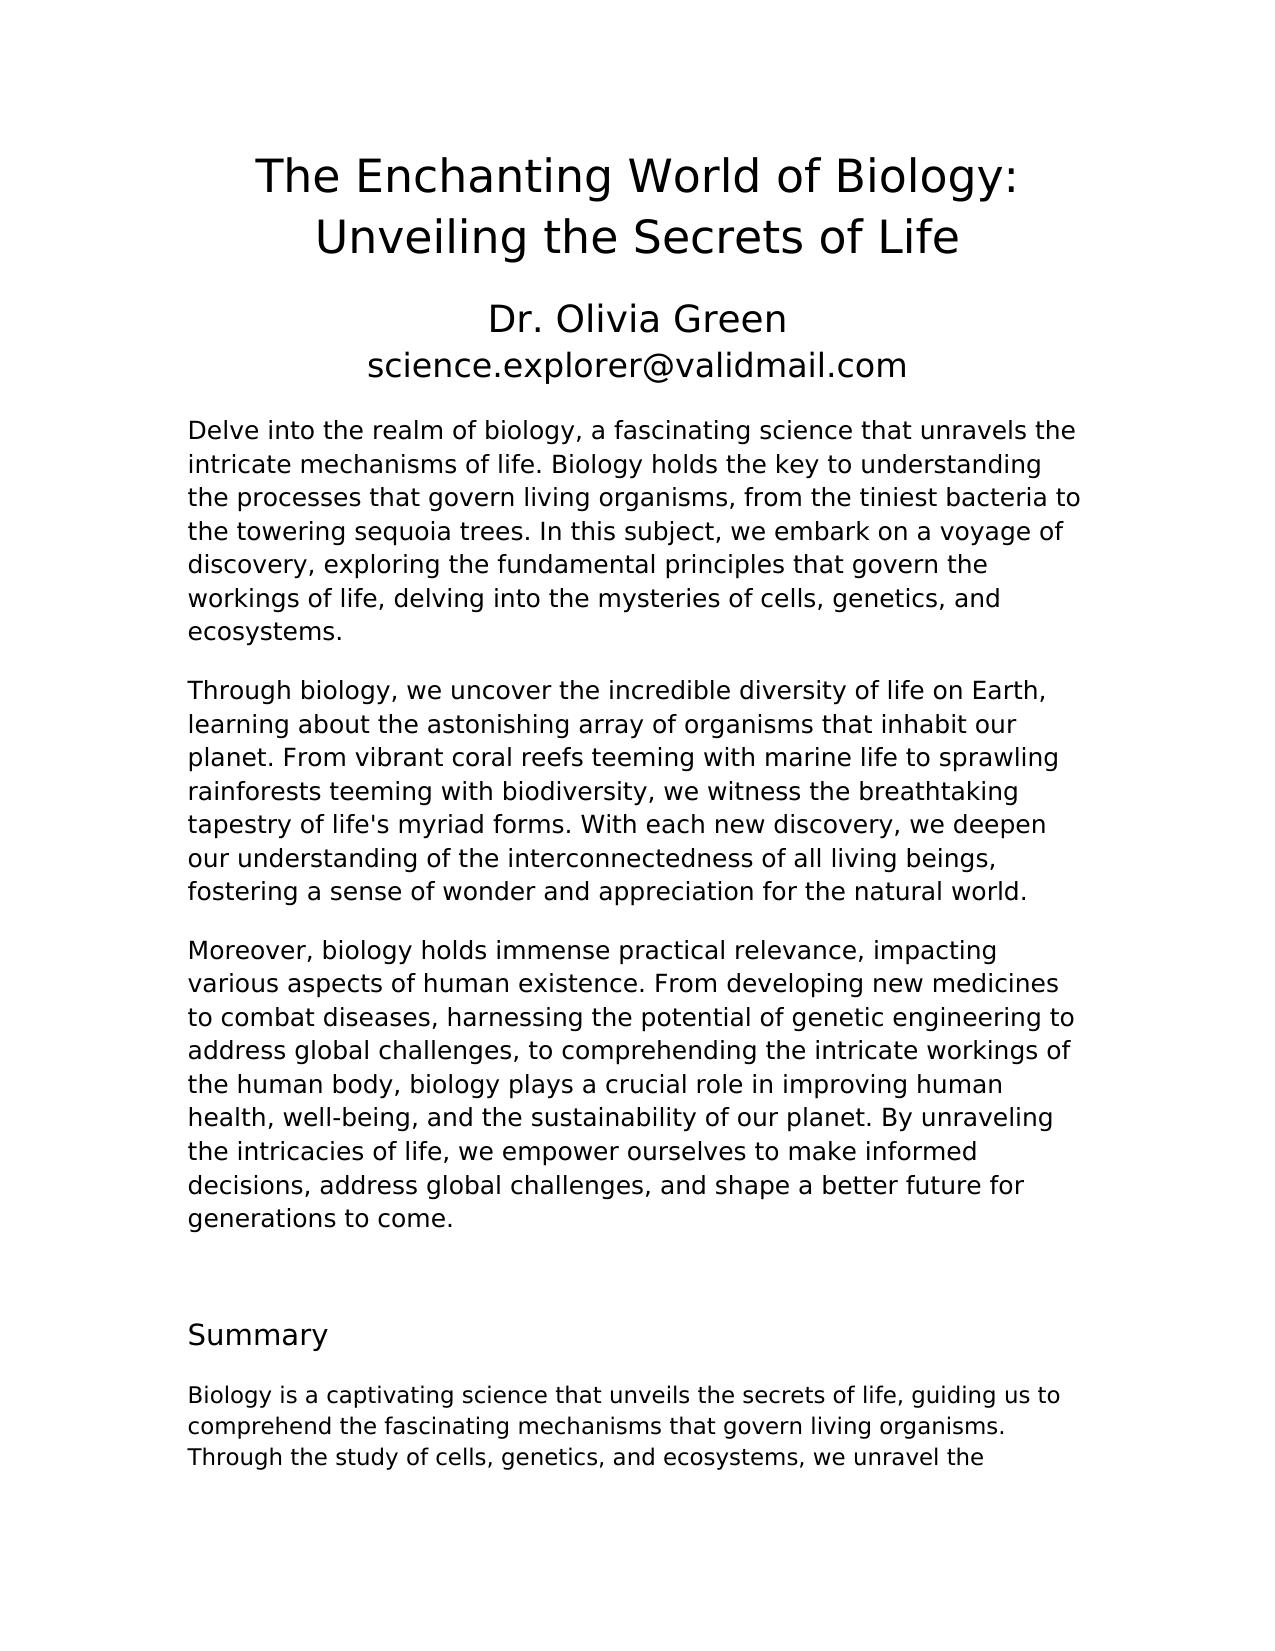 The Enchanting World of Biology:
Unveiling the Secrets of Life
Dr. Olivia Green
science.explorer@validmail.com
Delve into the realm of biology, a fascinating science that unravels the
intricate mechanisms of life. Biology holds the key to understanding
the processes that govern living organisms, from the tiniest bacteria to
the towering sequoia trees. In this subject, we embark on a voyage of
discovery, exploring the fundamental principles that govern the
workings of life, delving into the mysteries of cells, genetics, and
ecosystems.
Through biology, we uncover the incredible diversity of life on Earth,
learning about the astonishing array of organisms that inhabit our
planet. From vibrant coral reefs teeming with marine life to sprawling
rainforests teeming with biodiversity, we witness the breathtaking
tapestry of life's myriad forms. With each new discovery, we deepen
our understanding of the interconnectedness of all living beings,
fostering a sense of wonder and appreciation for the natural world.
Moreover, biology holds immense practical relevance, impacting
various aspects of human existence. From developing new medicines
to combat diseases, harnessing the potential of genetic engineering to
address global challenges, to comprehending the intricate workings of
the human body, biology plays a crucial role in improving human
health, well-being, and the sustainability of our planet. By unraveling
the intricacies of life, we empower ourselves to make informed
decisions, address global challenges, and shape a better future for
generations to come.
Summary
Biology is a captivating science that unveils the secrets of life, guiding us to
comprehend the fascinating mechanisms that govern living organisms.
Through the study of cells, genetics, and ecosystems, we unravel the